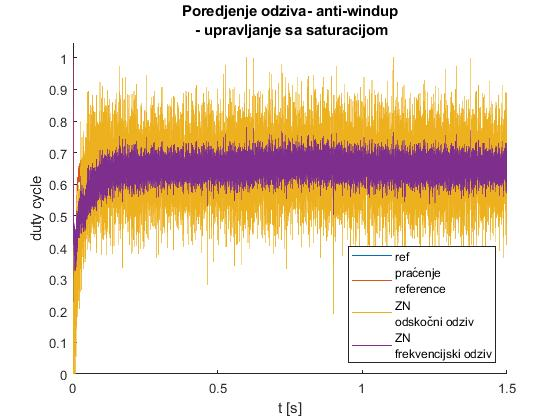 Poredjenje odziva- anti-windup
- upravljanje sa saturacijom
duty cycle
1
0.9
0.8
0.7
0.6
0.5
0.4
0.3
0.2
0.1
0
0
0.5
1
1.5
t [s]
ref
praćenje
reference
ZN
odskočni odziv
ZN
frekvencijski odziv